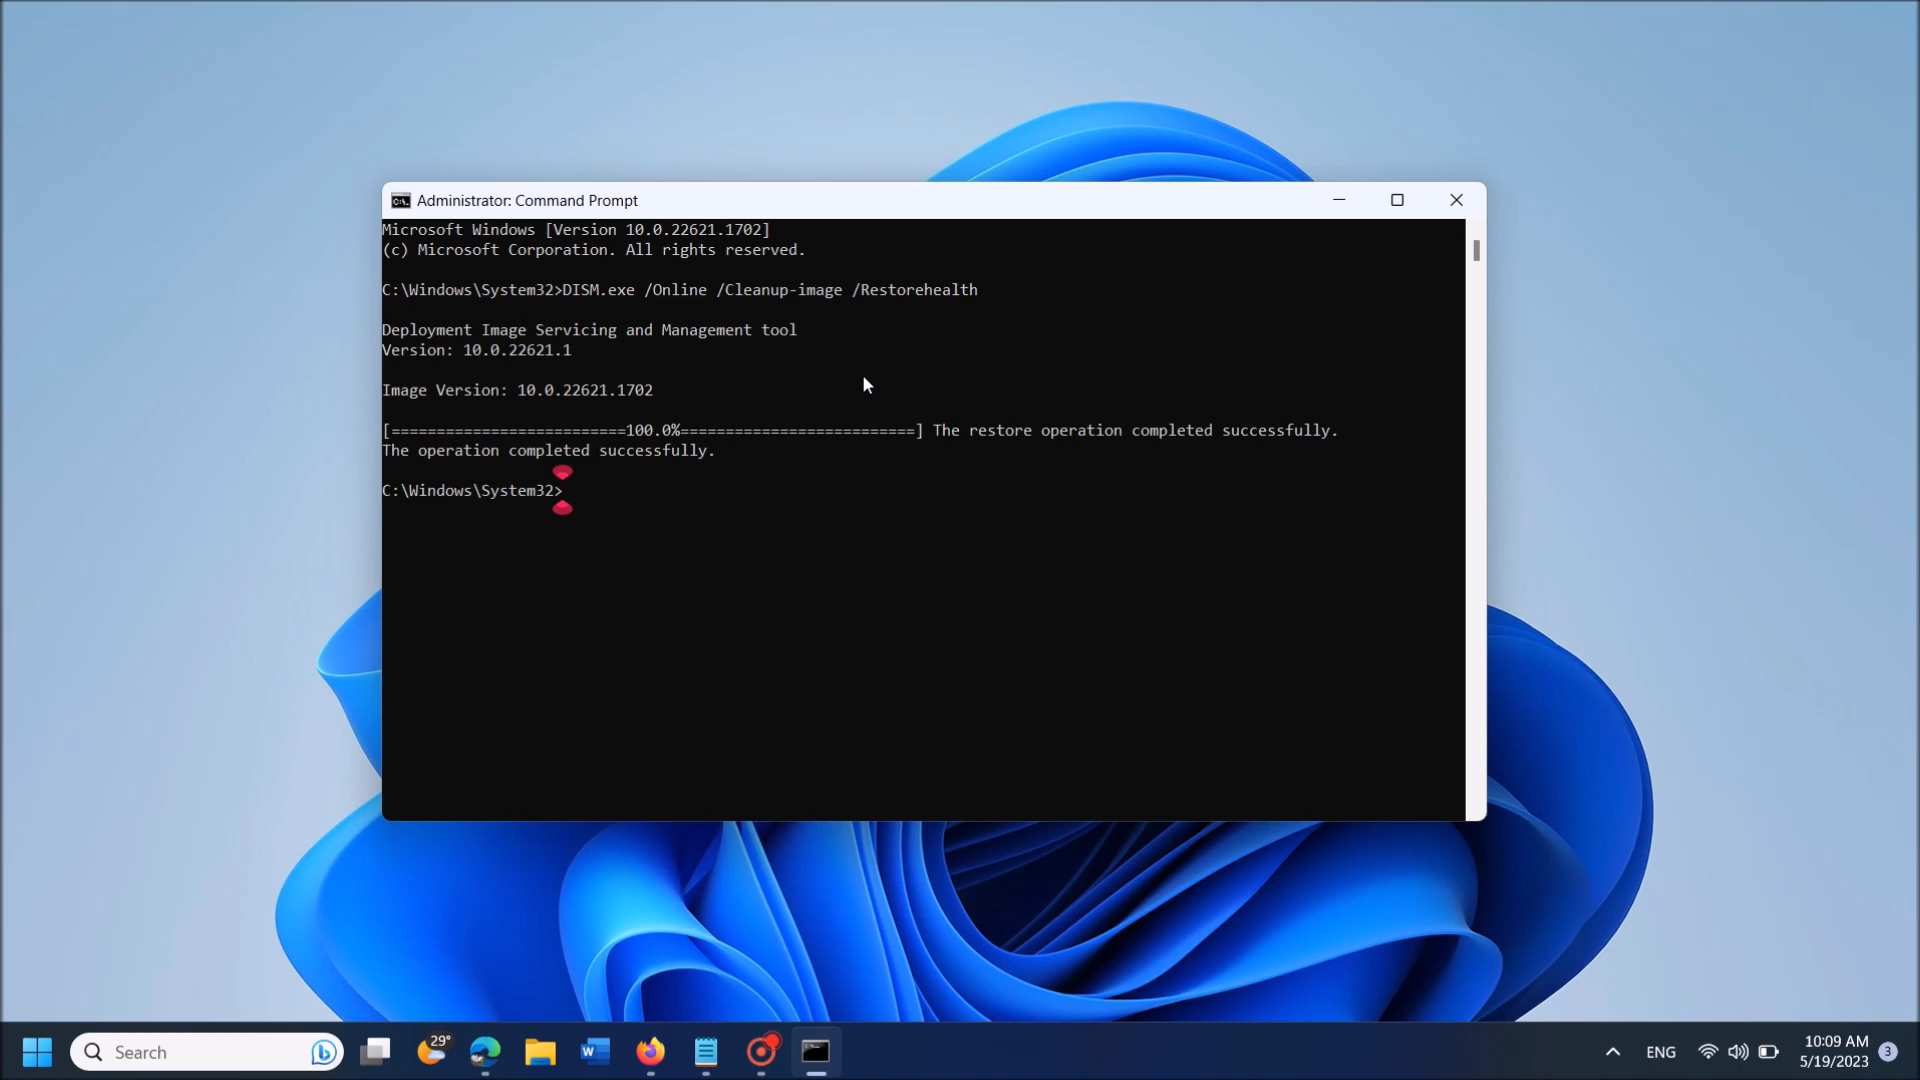 Administrator: Command Prompt
Microsoft Windows [Version 10.0.22621.1702]
(c) Microsoft Corporation. All rights reserved.
C:\Windows\System32>DISM.exe /Online /Cleanup-image /Restorehealth
Deployment Image Servicing and Management tool
Version: 10.0.22621.1
Image Version: 10.0.22621.1702
[==========================100.0%==========================] The restore operation completed successfully.
The operation completed successfully.
C:\Windows\System32>
Search
29°
ENG
10:09 AM
5/19/2023
3